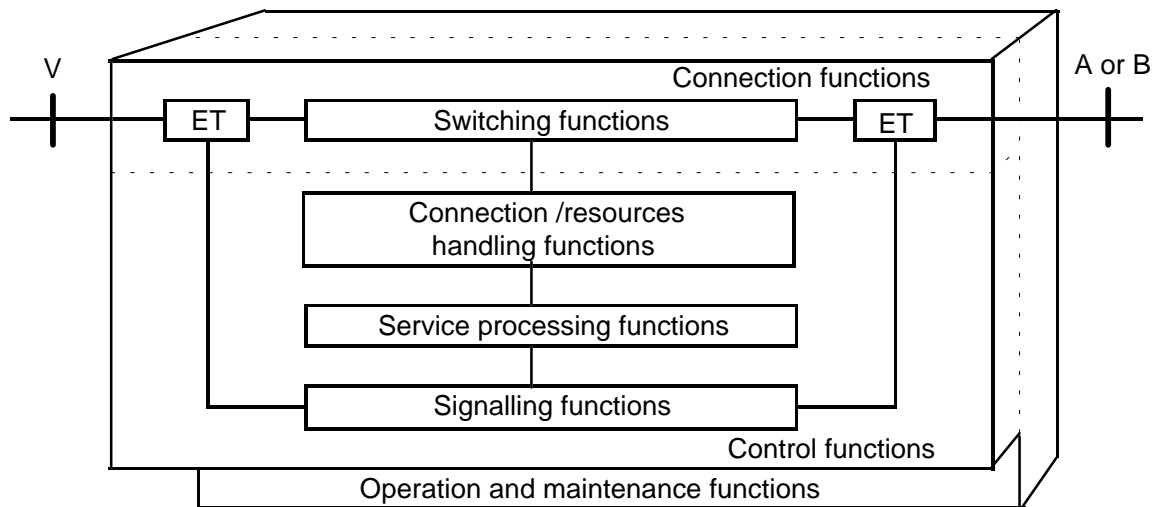 V
A or B
Connection functions
ET
Switching functions
ET
Connection /resources
handling functions
Service processing functions
Signalling functions
Control functions
Operation and maintenance functions